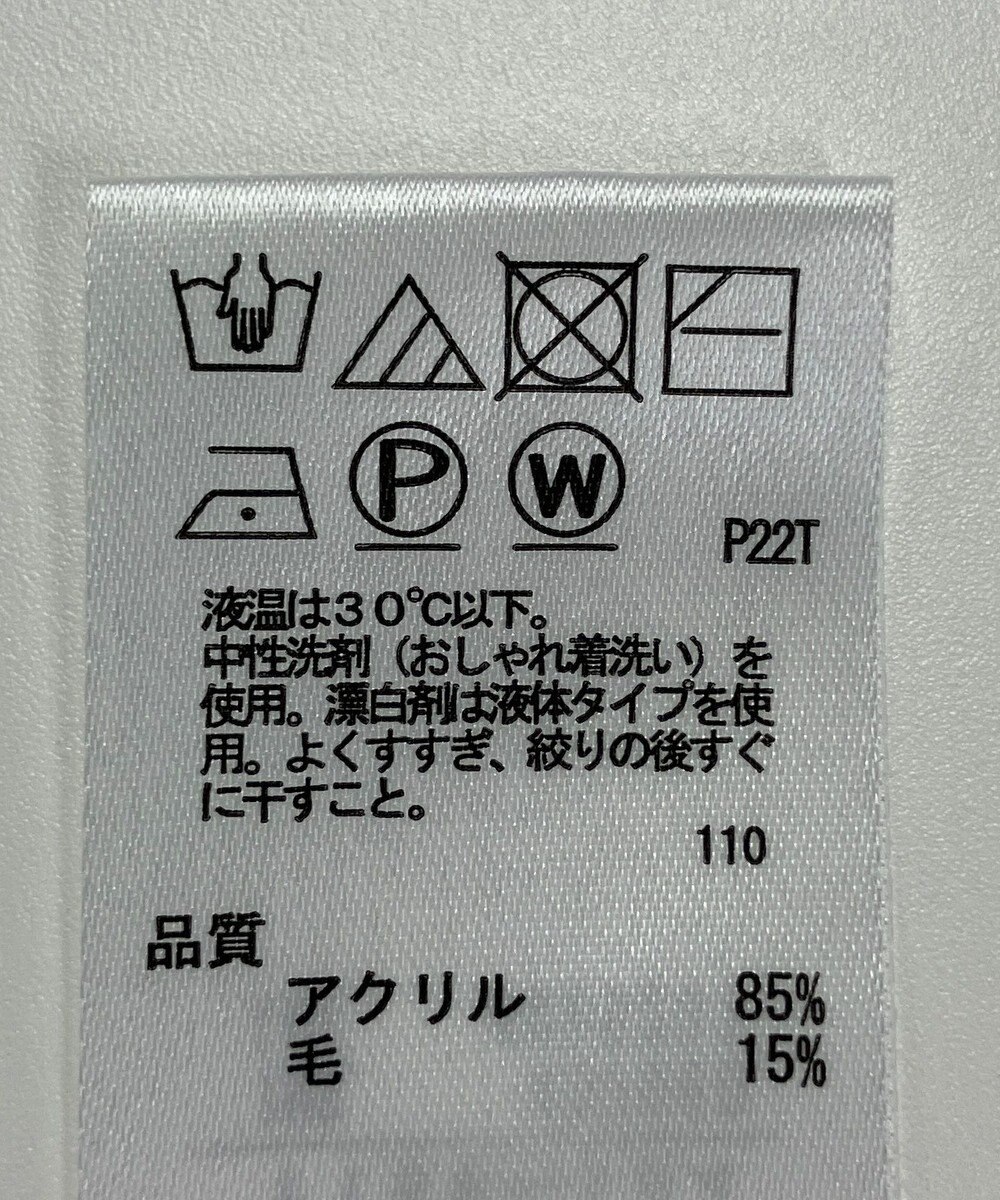 P
W
P22T
液温は30℃以下。
中性洗剤(おしゃれ着洗い)を
使用。漂白剤は液体タイプを使
用。よくすすぎ、絞りの後すぐ
に干すこと。
110
品質
アクリル 85%
毛 15%